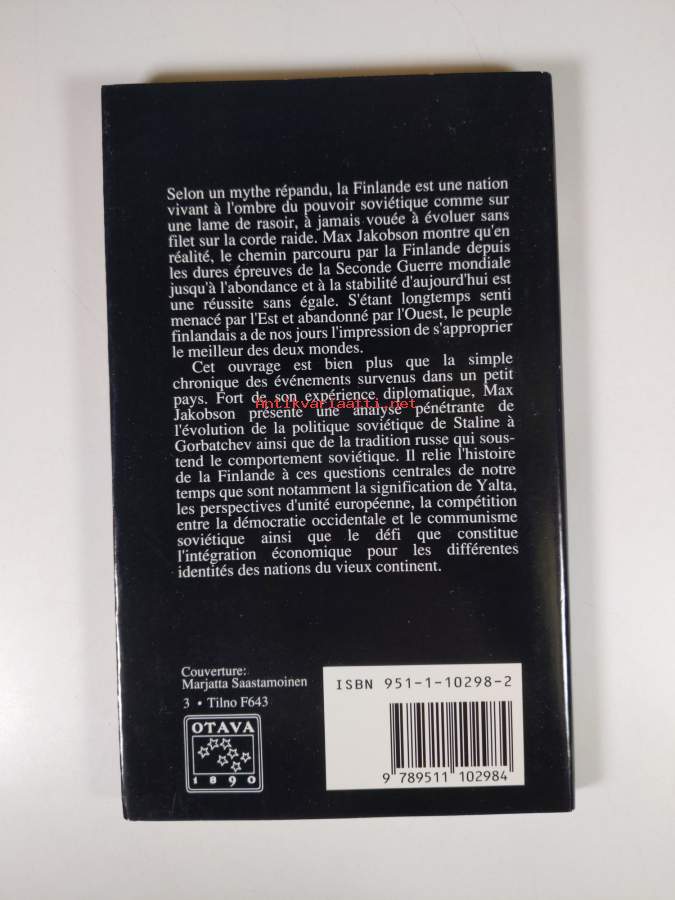 Selon un mythe répandu, la Finlande est une nation
vivant à l'ombre du pouvoir soviétique comme sur
une lame de rasoir, à jamais vouée à évoluer sans
filet sur la corde raide. Max Jakobson montre qu'en
réalité, le chemin parcouru par la Finlande depuis
les dures épreuves de la Seconde Guerre mondiale
jusqu'à l'abondance et à la stabilité d'aujourd'hui est
une réussite sans égale. S'étant longtemps senti
menacé par l'Est et abandonné par l'Ouest, le peuple
finlandais a de nos jours l'impression de s'approprier
le meilleur des deux mondes.
Cet ouvrage est bien plus que la simple
chronique des événements survenus dans un petit
pays. Fort de son expérience diplomatique, Max
Antikvariaatti.net
Jakobson présente une analyse pénétrante de
l'évolution de la politique soviétique de Staline à
Gorbatchev ainsi que de la tradition russe qui sous-
tend le comportement soviétique. Il relie l'histoire
de la Finlande à ces questions centrales de notre
temps que sont notamment la signification de Yalta,
les perspectives d'unité européenne, la compétition
entre la démocratie occidentale et le communisme
soviétique ainsi que le défi que constitue
l'intégration économique pour les différentes
identités des nations du vieux continent.
Couverture:
Marjatta Saastamoinen
3 • Tilno F643
OTAVA
1890
ISBN 951-1-10298-2
9 789511 102984